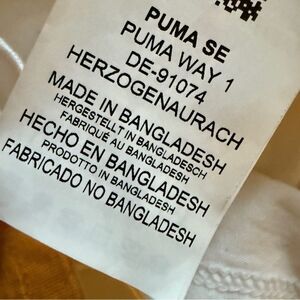 PUMA SE
PUMA WAY 1
DE-91074
HERZOGENAURACH
MADE IN BANGLADESH
HERGESTELLT IN BANGLADESCH
FABRIQUÉ AU BANGLADESH
HECHO EN BANGLADESH
PRODOTTO IN BANGLADESH
FABRICADO NO BANGLADESH